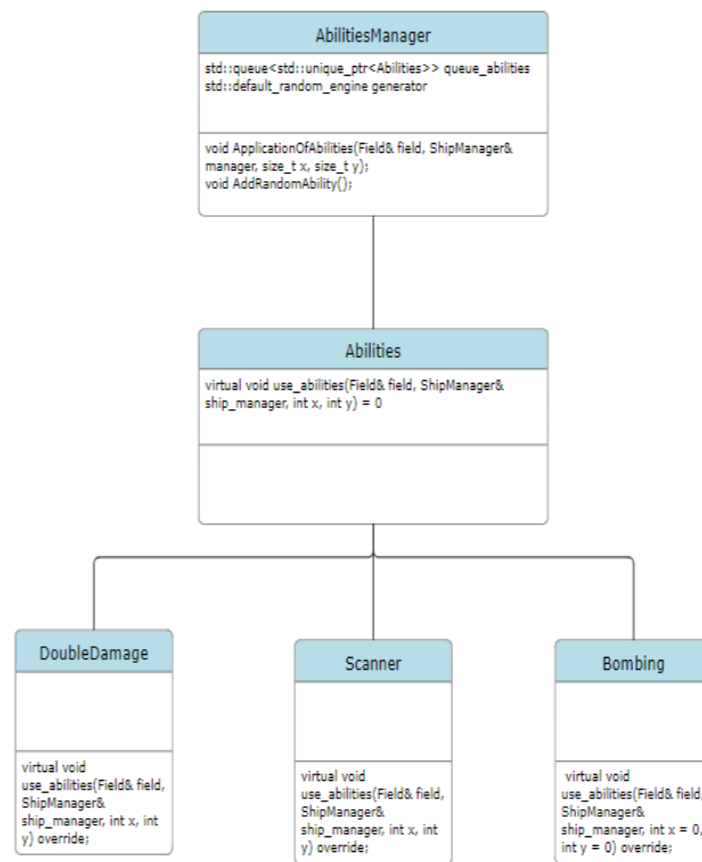 AbilitiesManager
std::queue<std::unique_ptr<Abilities>> queue_abilities
std::default_random_engine generator
void ApplicationOfAbilities(Field& field, ShipManager&
manager, size_t x, size_t y);
void AddRandomAbility();
Abilities
virtual void use_abilities(Field& field, ShipManager&
ship_manager, int x, int y) = 0
DoubleDamage
virtual void
use_abilities(Field& field,
ShipManager&
ship_manager, int x, int
y) override;
Scanner
virtual void
use_abilities(Field& field,
ShipManager&
ship_manager, int x, int
y) override;
Bombing
virtual void
use_abilities(Field& field,
ShipManager&
ship_manager, int x = 0,
int y = 0) override;